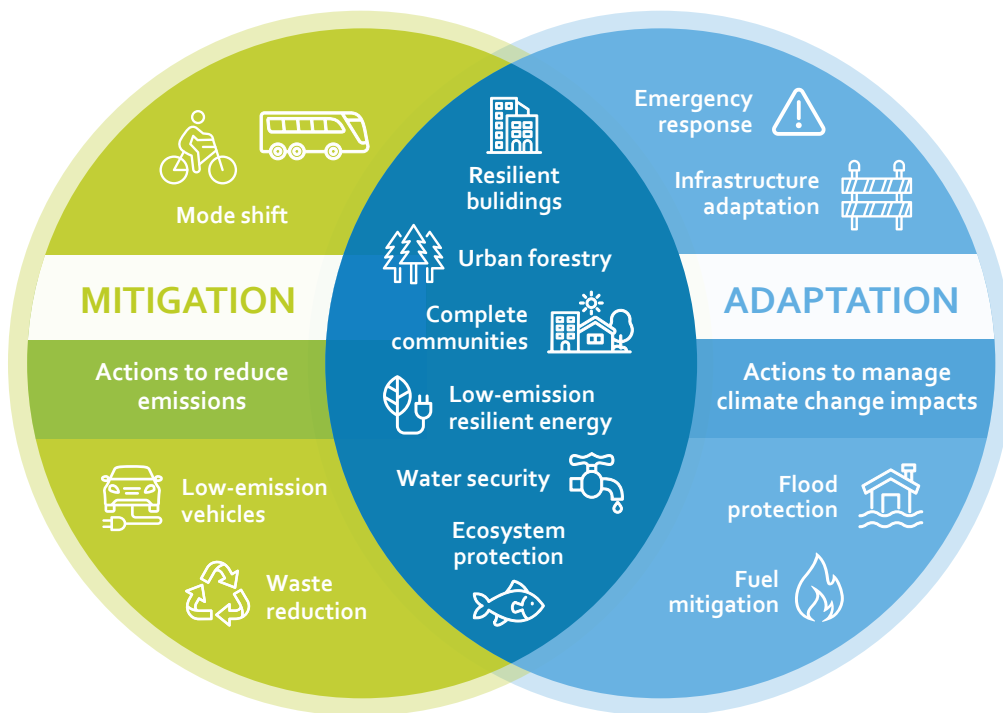 Mode shift
MITIGATION
Actions to reduce
emissions
Low-emission
vehicles
Waste
reduction
Resilient
bulidings
Urban forestry
Complete
communities
Low-emission
resilient energy
Water security
Ecosystem
protection
Emergency
response
Infrastructure
adaptation
ADAPTATION
Actions to manage
climate change impacts
Flood
protection
Fuel
mitigation